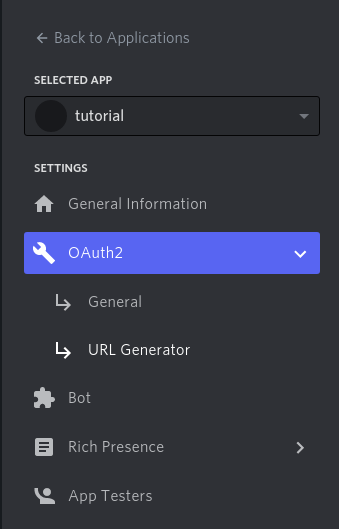 Back to Applications
SELECTED APP
tutorial
SETTINGS
General Information
OAuth2
General
URL Generator
Bot
Rich Presence
App Testers